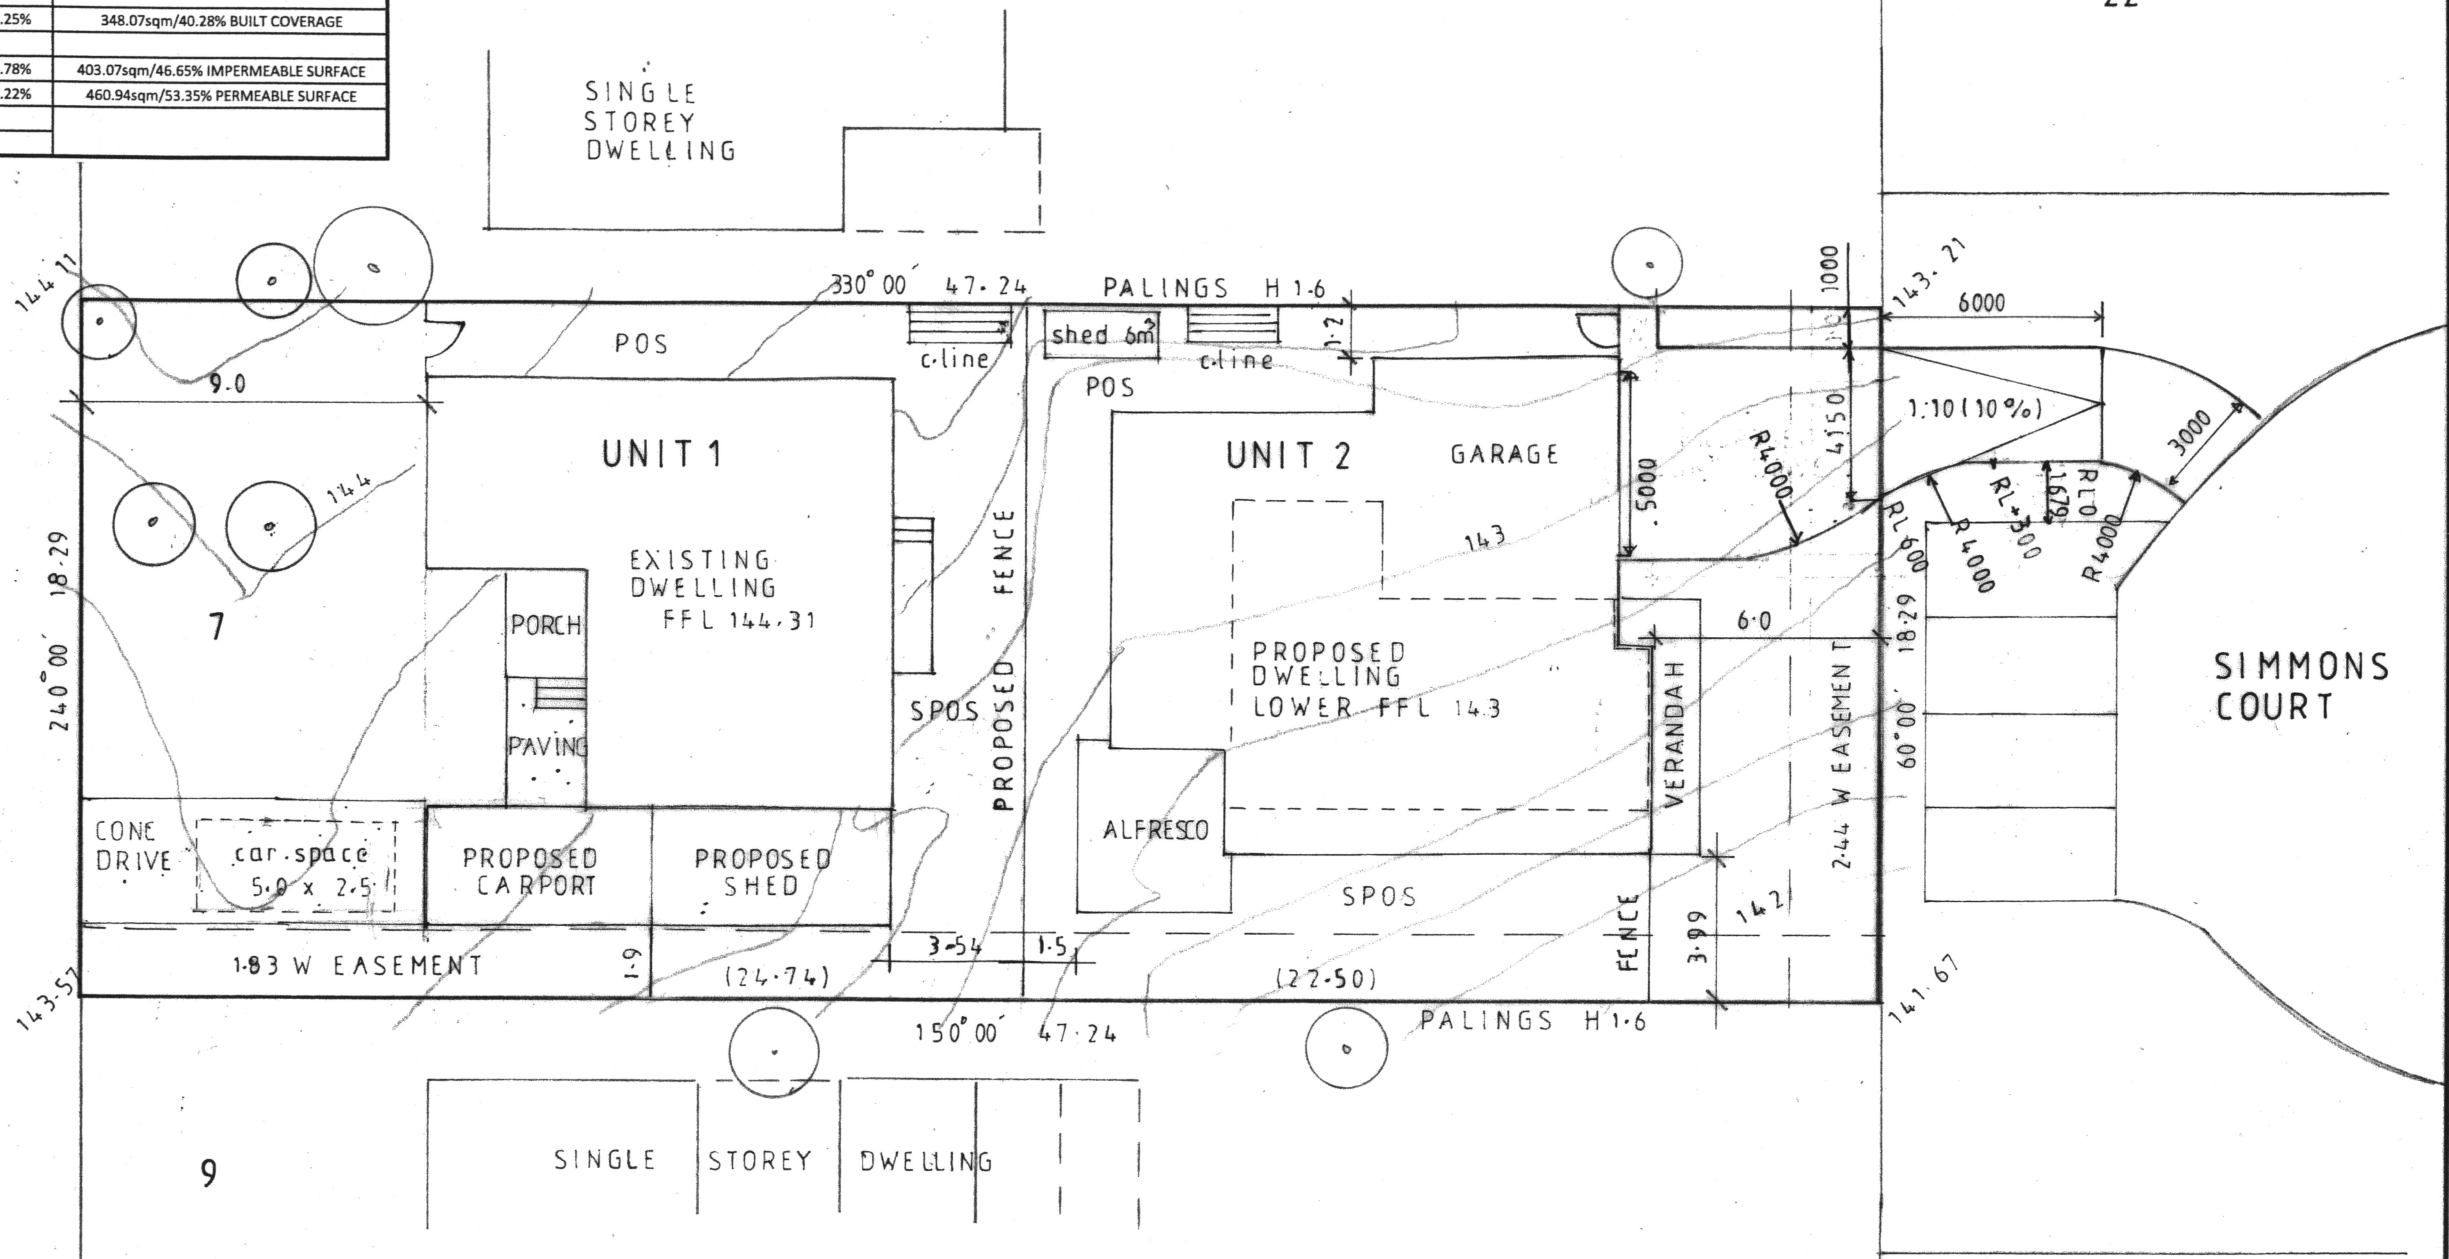 .25% 348.07sqm/40.28% BUILT COVERAGE
.78% 403.07sqm/46.65% IMPERMEABLE SURFACE
.22% 460.94sqm/53.35% PERMEABLE SURFACE
SINGLE
STOREY
DWELLING
144.11
330°00′ 47.24
PALINGS H 1.6
1000
143.21
6000
POS
c.line
shed 6m³
c.line
1.2
POS
9.0
UNIT 1
UNIT 2
GARAGE
.5000
R4000
4150
1:10 (10%)
3000
144
143
RL 600
R4000
RL+300
1679
RL0
R4000
240°00′ 18.29
7
EXISTING
DWELLING
FFL 144.31
PORCH
PAVING
SPOS
PROPOSED FENCE
PROPOSED
DWELLING
LOWER FFL 143
VERANDAH
6.0
2.44 W EASEMENT
60°00′ 18.29
SIMMONS
COURT
CONC
DRIVE
car.space
5.0 x 2.5
PROPOSED
CARPORT
PROPOSED
SHED
ALFRESCO
SPOS
FENCE
3.99
142
143.57
1.83 W EASEMENT
1.9
(24.74)
3.54
1.5
(22.50)
141.67
150°00′ 47.24
PALINGS H 1.6
9
SINGLE STOREY DWELLING